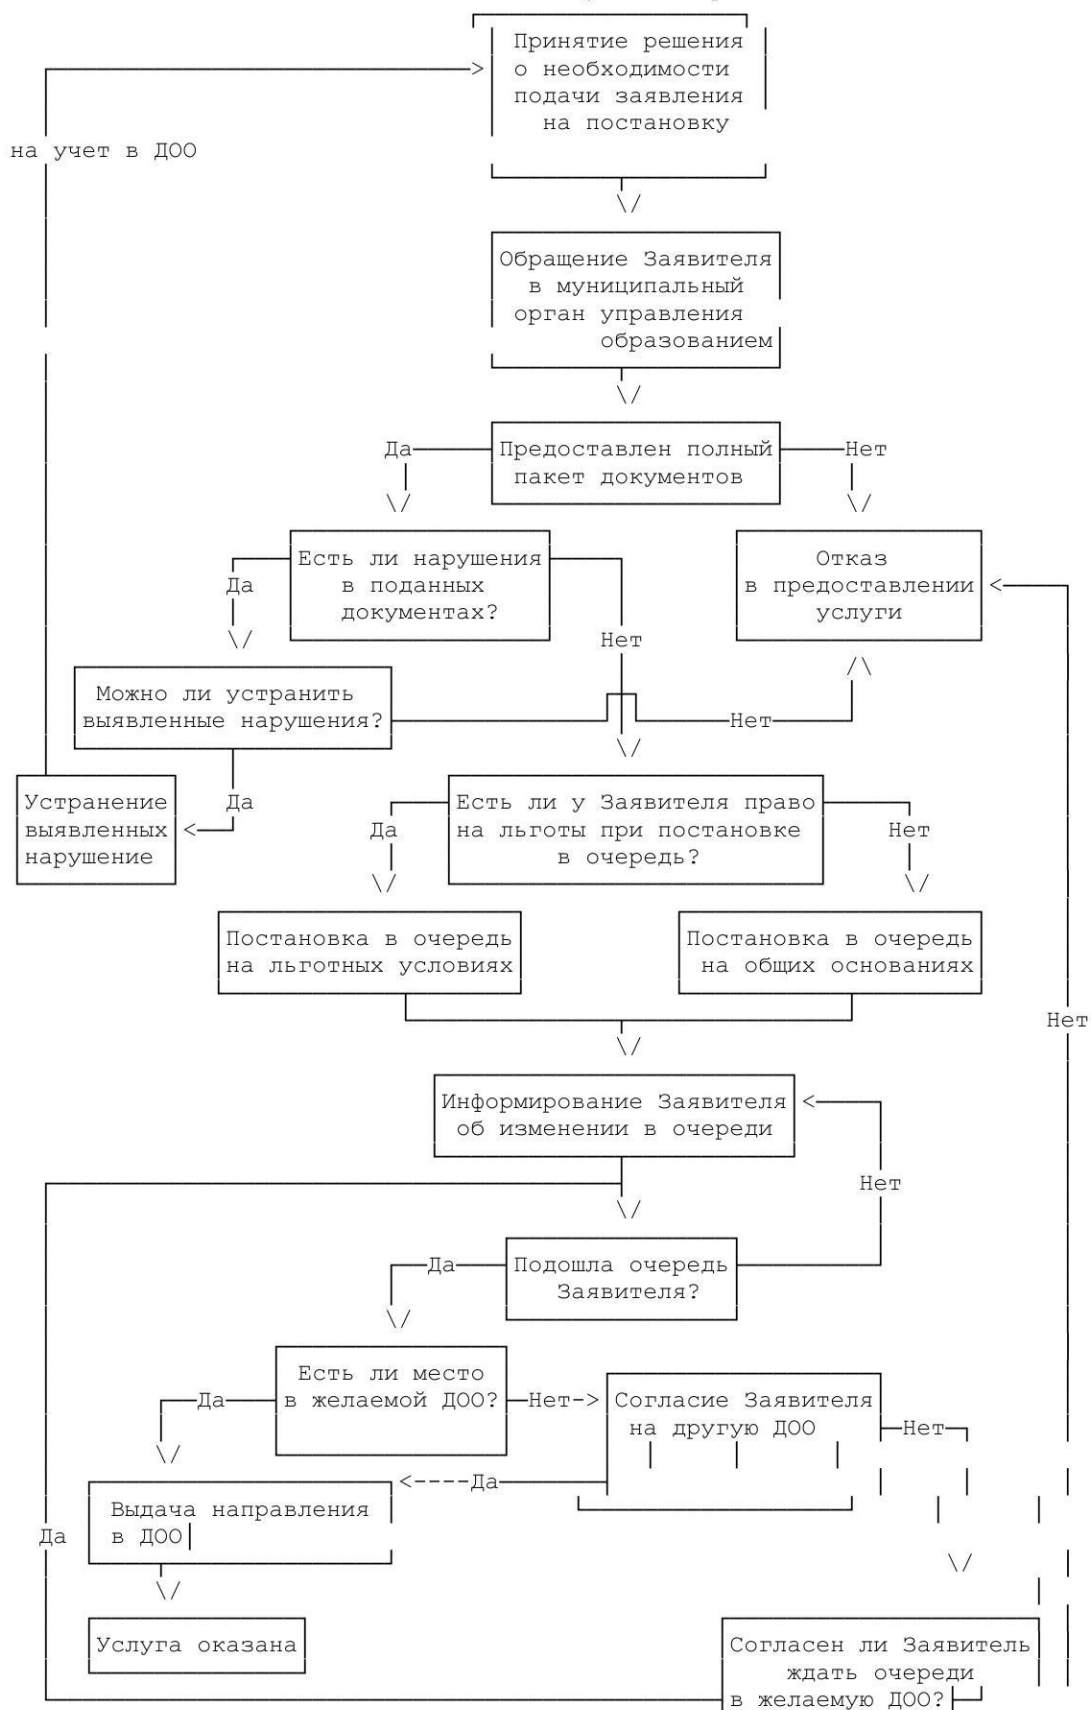 Принятие решения
о необходимости
подачи заявления
на постановку
на учет в ДОО
Обращение Заявителя
в муниципальный
орган управления
образованием
Да
Предоставлен полный
пакет документов
Нет
Есть ли нарушения
в поданных
документах?
Да
Нет
Отказ
в предоставлении
услуги
Можно ли устранить
выявленные нарушения?
Нет
Да
Устранение
выявленных
нарушение
Есть ли у Заявителя право
на льготы при постановке
в очередь?
Да
Нет
Постановка в очередь
на льготных условиях
Постановка в очередь
на общих основаниях
Нет
Информирование Заявителя
об изменении в очереди
Нет
Да
Подошла очередь
Заявителя?
Есть ли место
в желаемой ДОО?
Да
Нет->
Согласие Заявителя
на другую ДОО
Нет
<----Да
Выдача направления
в ДОО
Да
Услуга оказана
Согласен ли Заявитель
ждать очереди
в желаемую ДОО?